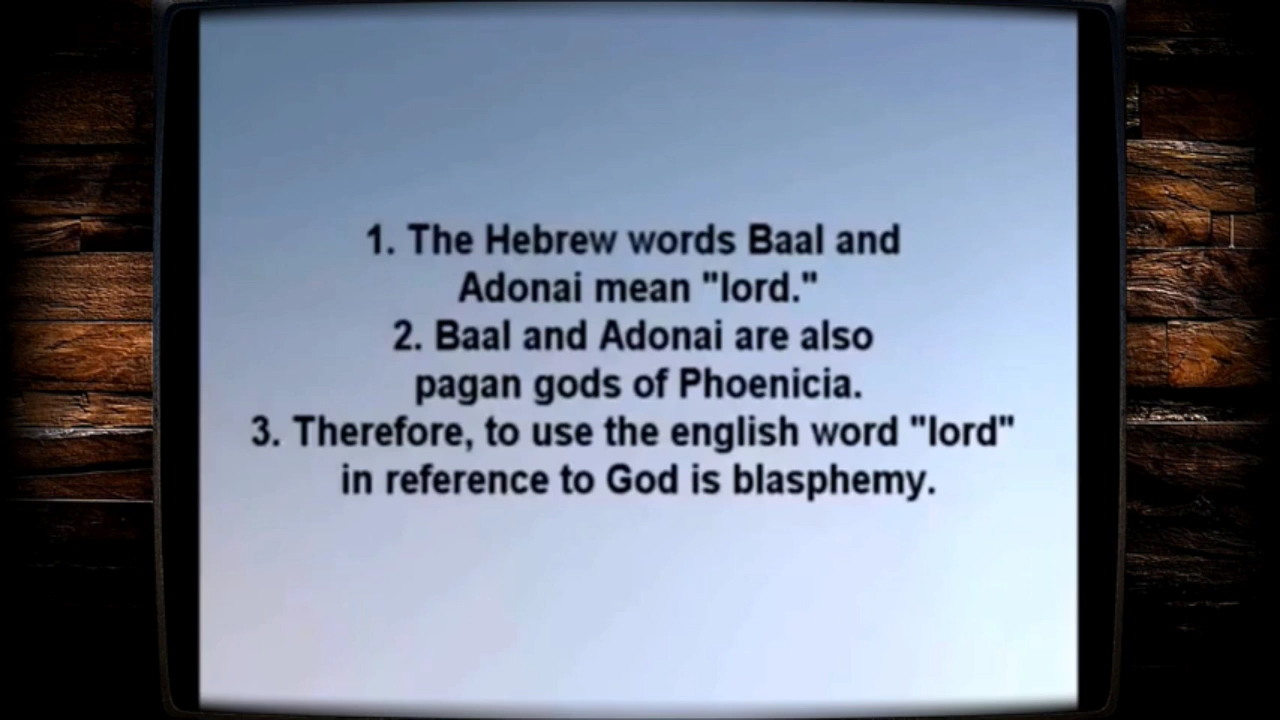 1. The Hebrew words Baal and
Adonai mean "lord."
2. Baal and Adonai are also
pagan gods of Phoenicia.
3. Therefore, to use the english word "lord"
in reference to God is blasphemy.